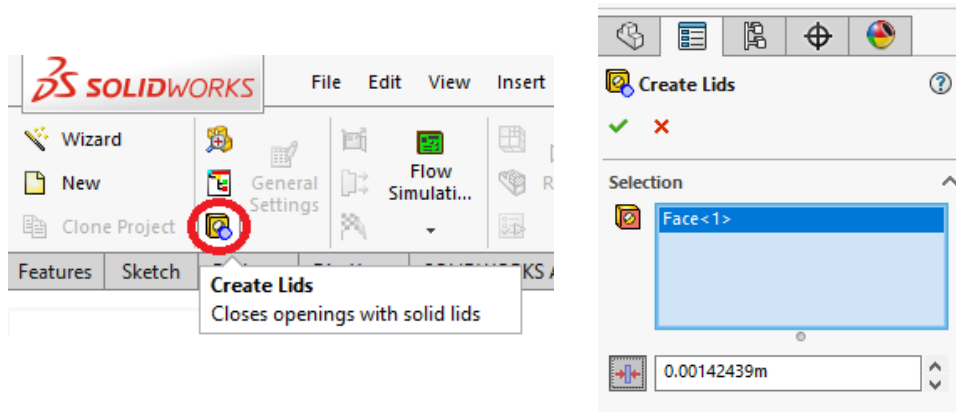 SOLIDWORKS
File Edit View Insert
Wizard
New
General Settings
Clone Project
Flow Simulati...
R
Features Sketch
KS A
Create Lids
Closes openings with solid lids
Create Lids
Selection
Face<1>
0.00142439m